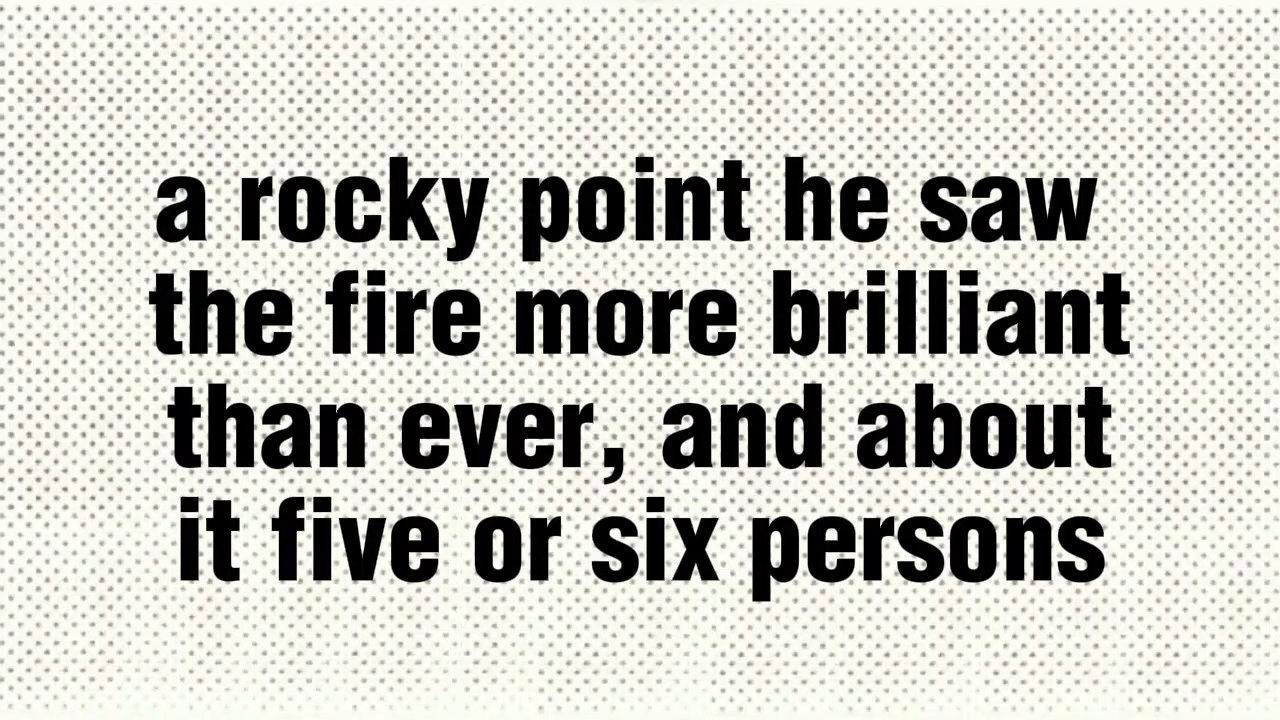 a rocky point he saw
the fire more brilliant
than ever, and about
it five or six persons